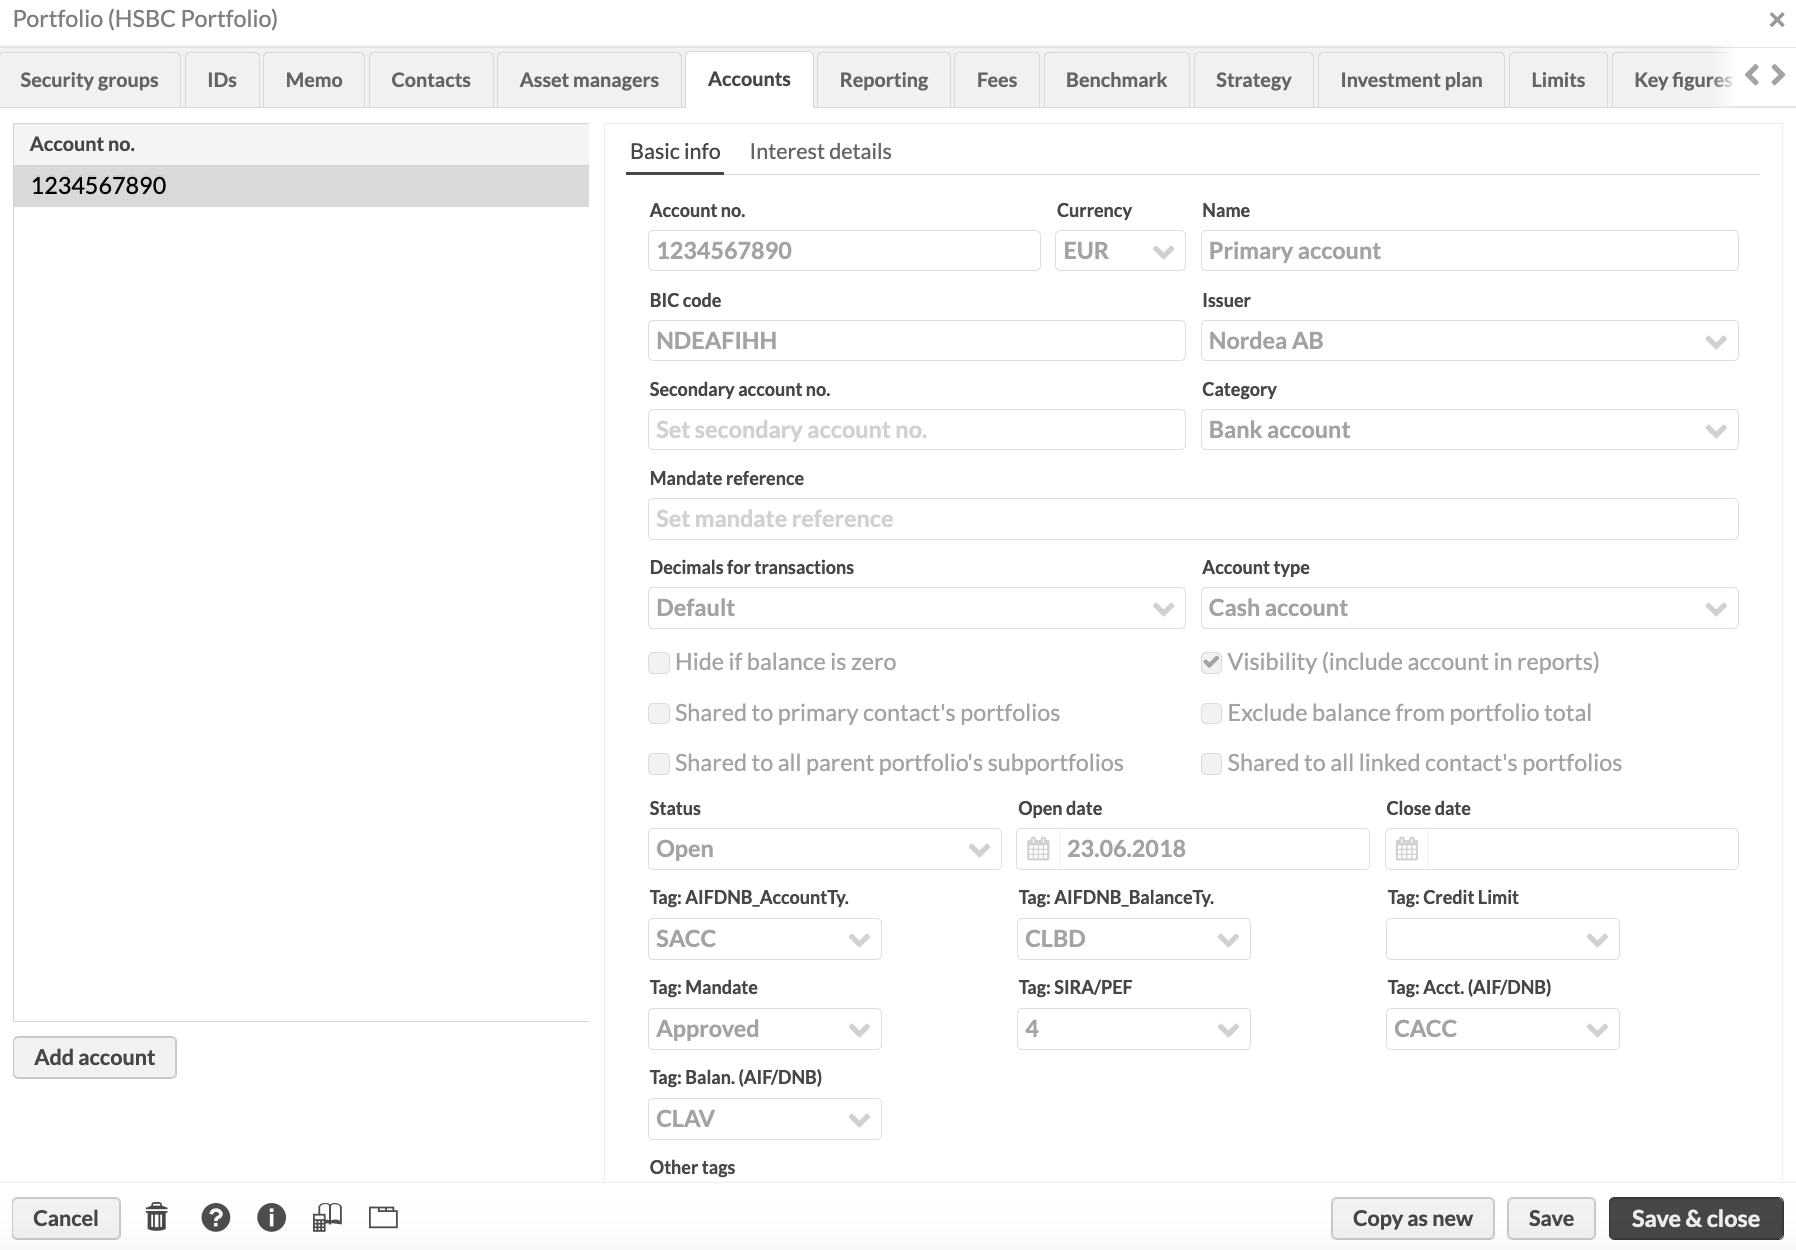 Portfolio (HSBC Portfolio)
Security groups IDs Memo Contacts Asset managers Accounts Reporting Fees Benchmark Strategy Investment plan Limits Key figures
Account no.
1234567890
Add account
Basic info Interest details
Account no. Currency Name
1234567890 EUR Primary account
BIC code Issuer
NDEAFIHH Nordea AB
Secondary account no. Category
Set secondary account no. Bank account
Mandate reference
Set mandate reference
Decimals for transactions Account type
Default Cash account
Hide if balance is zero Visibility (include account in reports)
Shared to primary contact's portfolios Exclude balance from portfolio total
Shared to all parent portfolio's subportfolios Shared to all linked contact's portfolios
Status Open date Close date
Open 23.06.2018
Tag: AIFDNB_AccountTy. Tag: AIFDNB_BalanceTy. Tag: Credit Limit
SACC CLBD
Tag: Mandate Tag: SIRA/PEF Tag: Acct. (AIF/DNB)
Approved 4 CACC
Tag: Balan. (AIF/DNB)
CLAV
Other tags
Cancel Copy as new Save Save & close